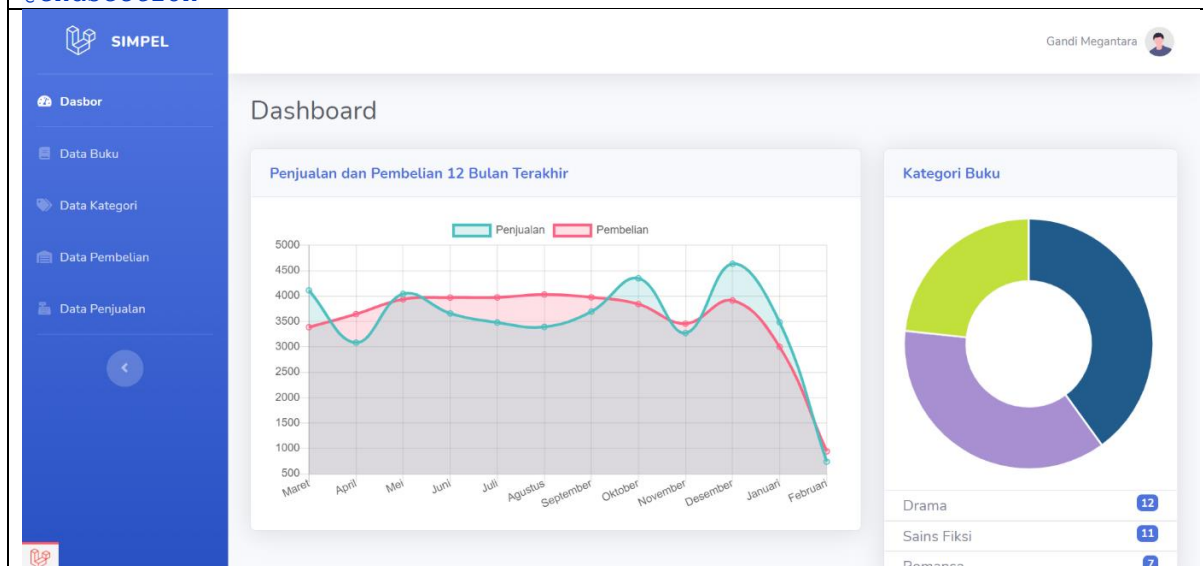 SIMPEL
Gandi Megantara
Dasbor
Data Buku
Data Kategori
Data Pembelian
Data Penjualan
Dashboard
Penjualan dan Pembelian 12 Bulan Terakhir
Penjualan Pembelian
5000
4500
4000
3500
3000
2500
2000
1500
1000
500
Maret April Mei Juni Juli Agustus September Oktober November Desember Januari Februari
Kategori Buku
Drama 12
Sains Fiksi 11
Romansa 7